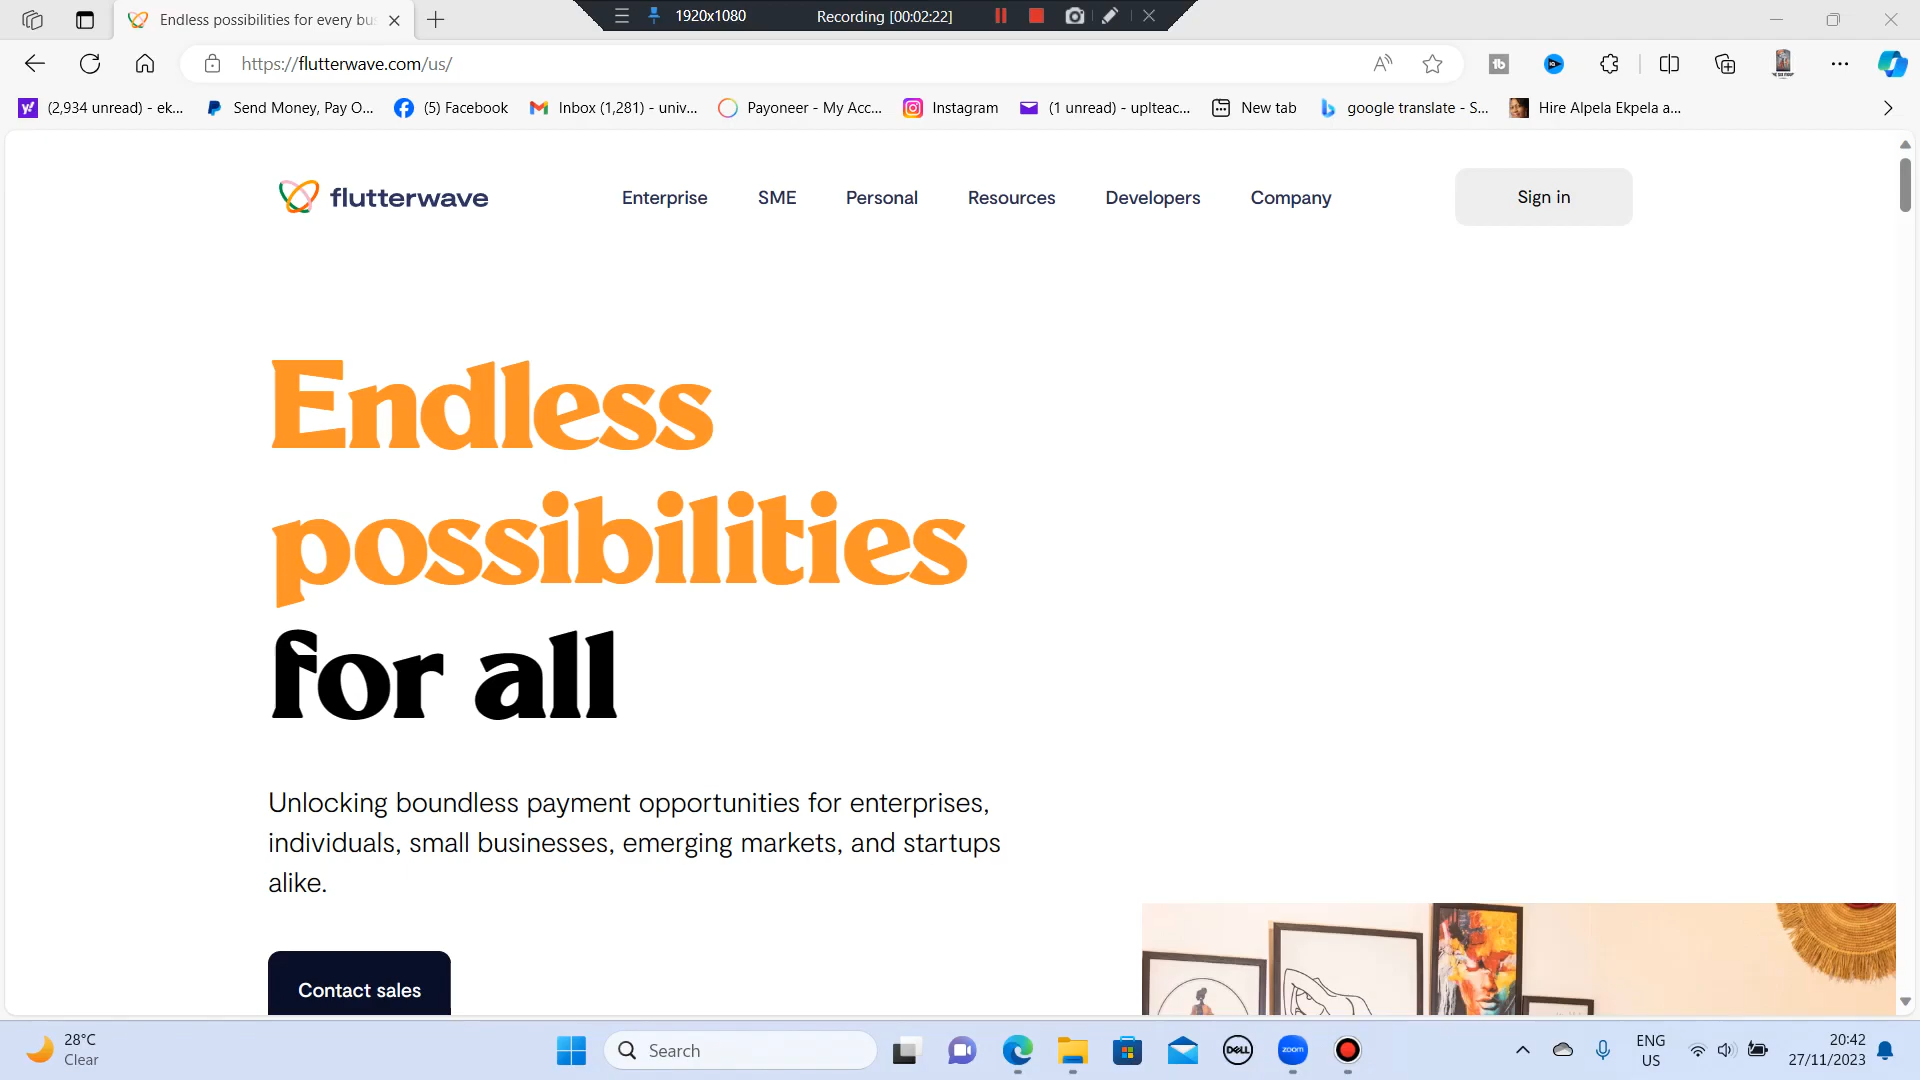 Endless possibilities for every bu
1920x1080
Recording [00:02:22]
https://flutterwave.com/us/
(2,934 unread) - ek...
Send Money, Pay O...
(5) Facebook
Inbox (1,281) - univ...
Payoneer - My Acc...
Instagram
(1 unread) - uplteac...
New tab
google translate - S...
Hire Alpela Ekpela a...
flutterwave
Enterprise
SME
Personal
Resources
Developers
Company
Sign in
Endless
possibilities
for all
Unlocking boundless payment opportunities for enterprises,
individuals, small businesses, emerging markets, and startups
alike.
Contact sales
28°C
Clear
Search
DELL
zoom
ENG
US
20:42
27/11/2023